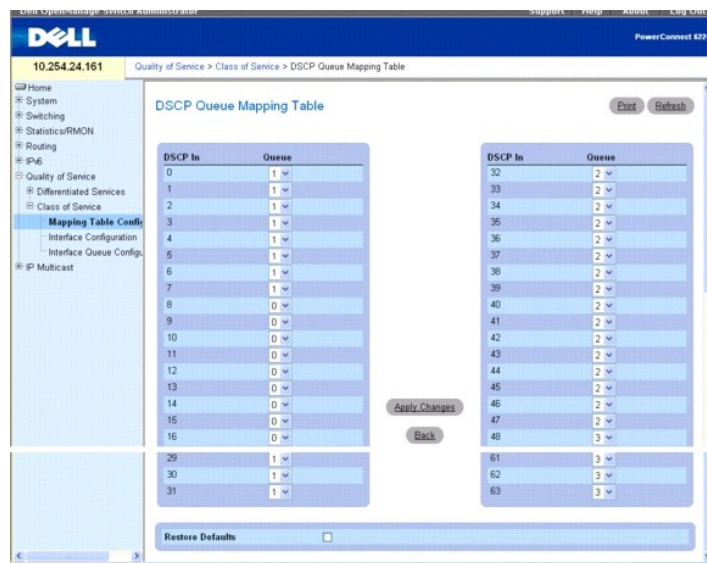 Dell OpenManage Switch Administrator Support Help About Log Out
DELL
PowerConnect 622
10.254.24.161
Quality of Service > Class of Service > DSCP Queue Mapping Table
Home
System
Switching
Statistics/RMON
Routing
IPv6
Quality of Service
Differentiated Services
Class of Service
Mapping Table Config
Interface Configuration
Interface Queue Configu
IP Multicast
DSCP Queue Mapping Table
Print Refresh
DSCP In Queue
0 1
1 1
2 1
3 1
4 1
5 1
6 1
7 1
8 0
9 0
10 0
11 0
12 0
13 0
14 0
15 0
16 0
29 1
30 1
31 1
Apply Changes
Back
DSCP In Queue
32 2
33 2
34 2
35 2
36 2
37 2
38 2
39 2
40 2
41 2
42 2
43 2
44 2
45 2
46 2
47 2
48 3
61 3
62 3
63 3
Restore Defaults